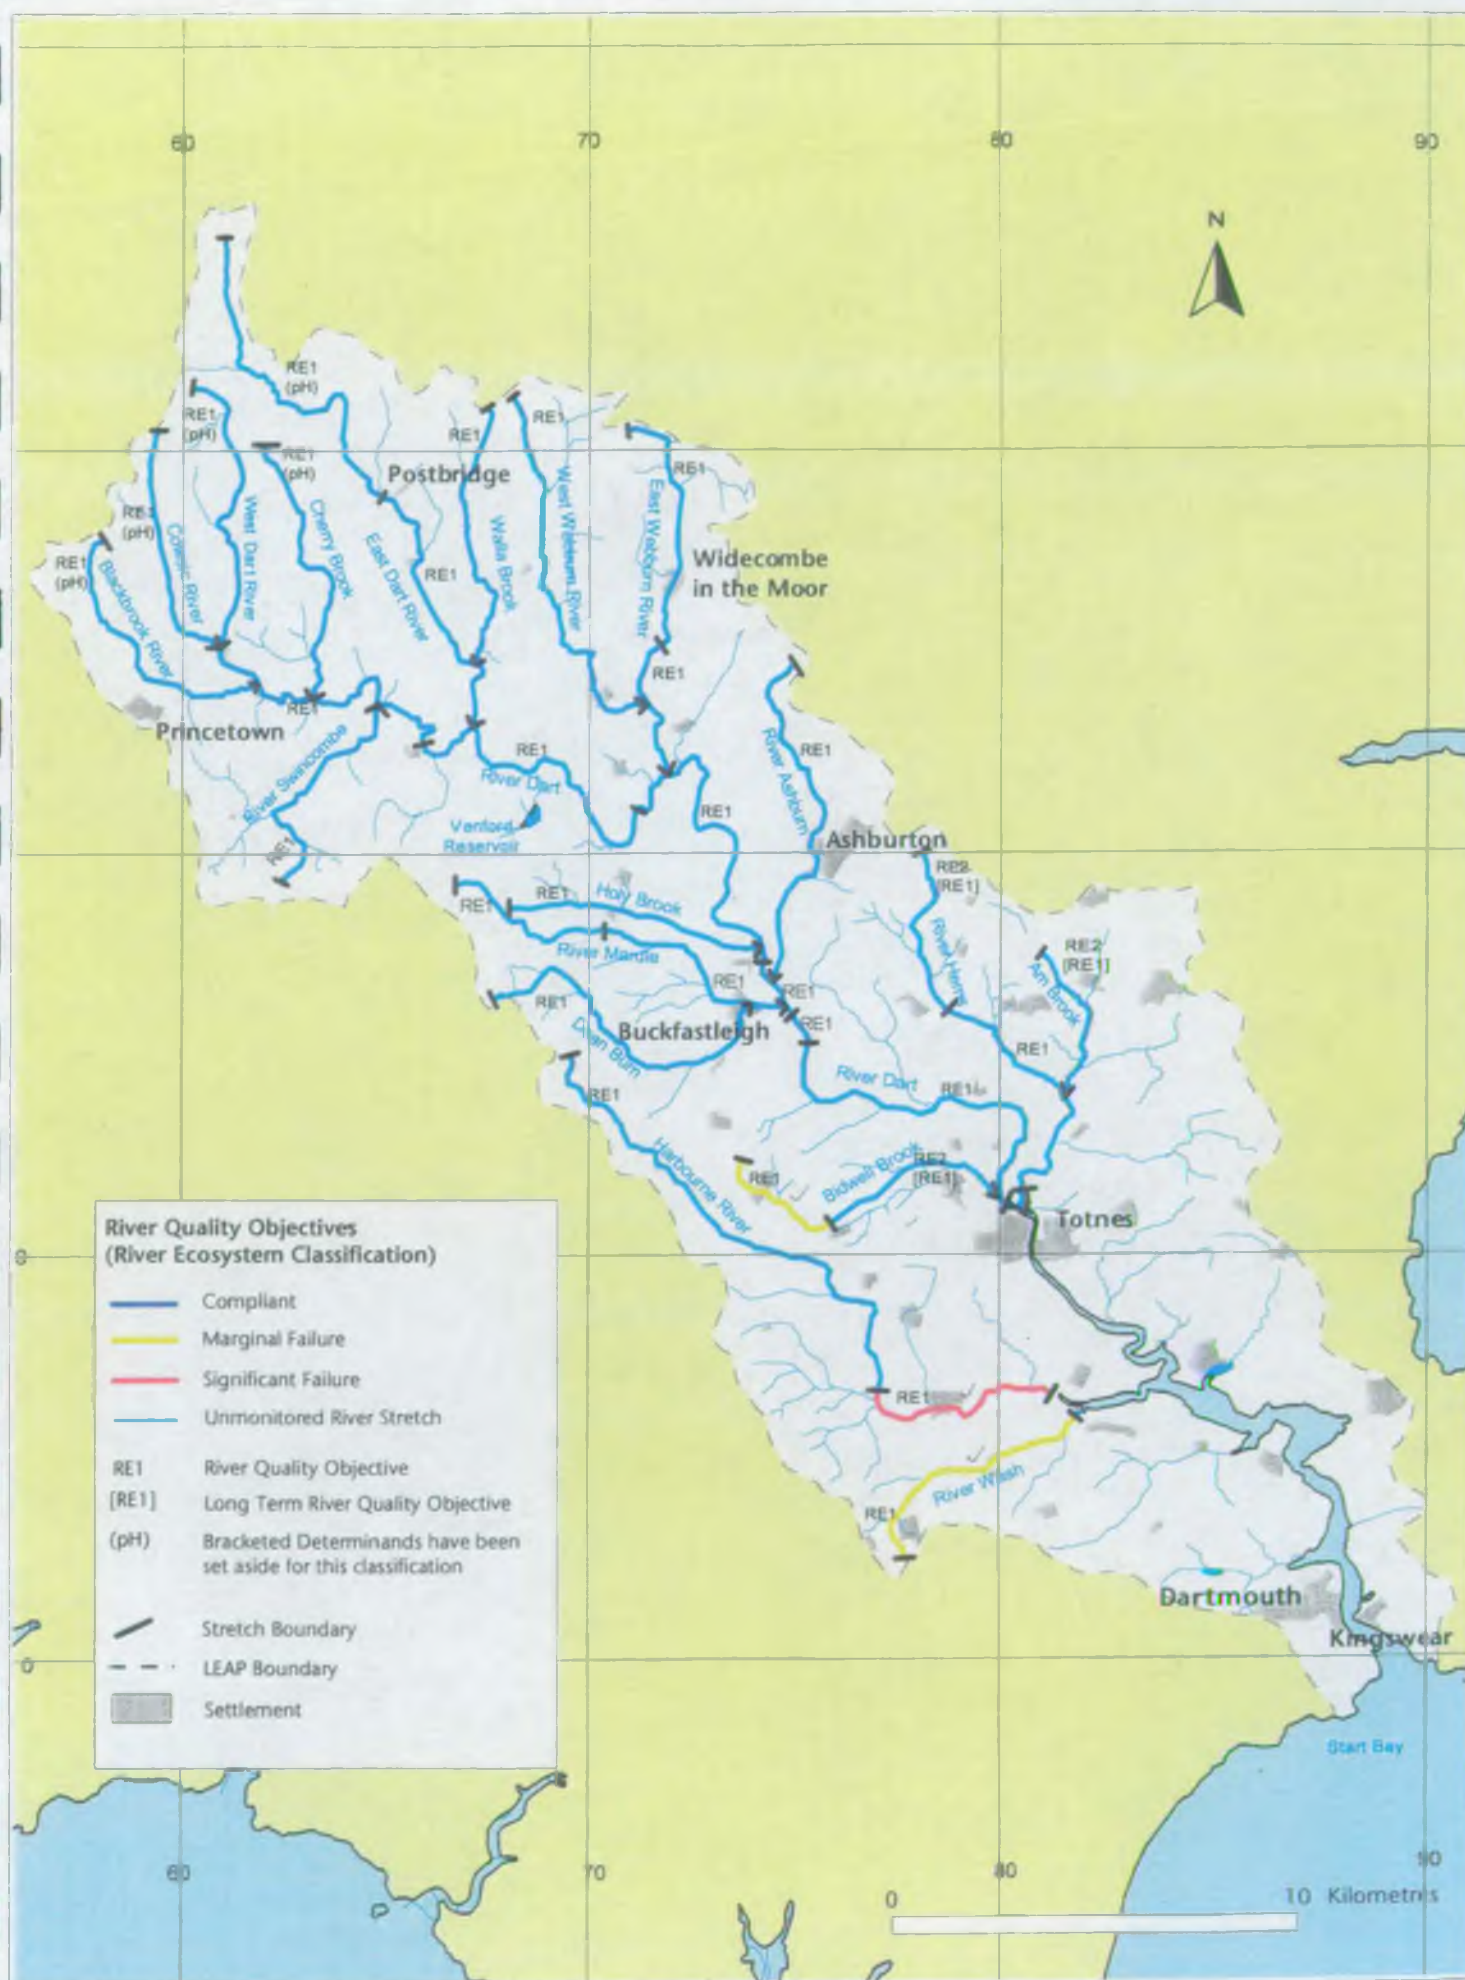 60
70
80
90
N
RE1
(pH)
RE1
(pH)
RE1
RE1
RE1
(pH)
RE1
Postbridge
RE1
(pH)
West Webburn River
East Webburn River
West Dart River
Cherry Brook
Cowsic River
Walla Brook
East Dart River
RE1
Widecombe
in the Moor
RE1
(pH)
Blackbrook River
RE1
RE1
Princetown
River Swincombe
RE1
River Dart
River Ashburn
RE1
Venford
Reservoir
RE1
Ashburton
RE1
RE2
[RE1]
RE1
RE1
Holy Brook
River Mardle
River Hems
RE2
[RE1]
Am Brook
RE1
RE1
RE1
Buckfastleigh
RE1
Dean Burn
RE1
RE1
River Dart
RE1
Harbourne River
RE1
Bidwell Brook
RE2
[RE1]
Totnes
River Quality Objectives
(River Ecosystem Classification)
Compliant
Marginal Failure
Significant Failure
Unmonitored River Stretch
RE1 River Quality Objective
[RE1] Long Term River Quality Objective
(pH) Bracketed Determinands have been
set aside for this classification
Stretch Boundary
LEAP Boundary
Settlement
RE1
River Wash
RE1
Dartmouth
Kingswear
0
Start Bay
60
70
80
90
0
10 Kilometres